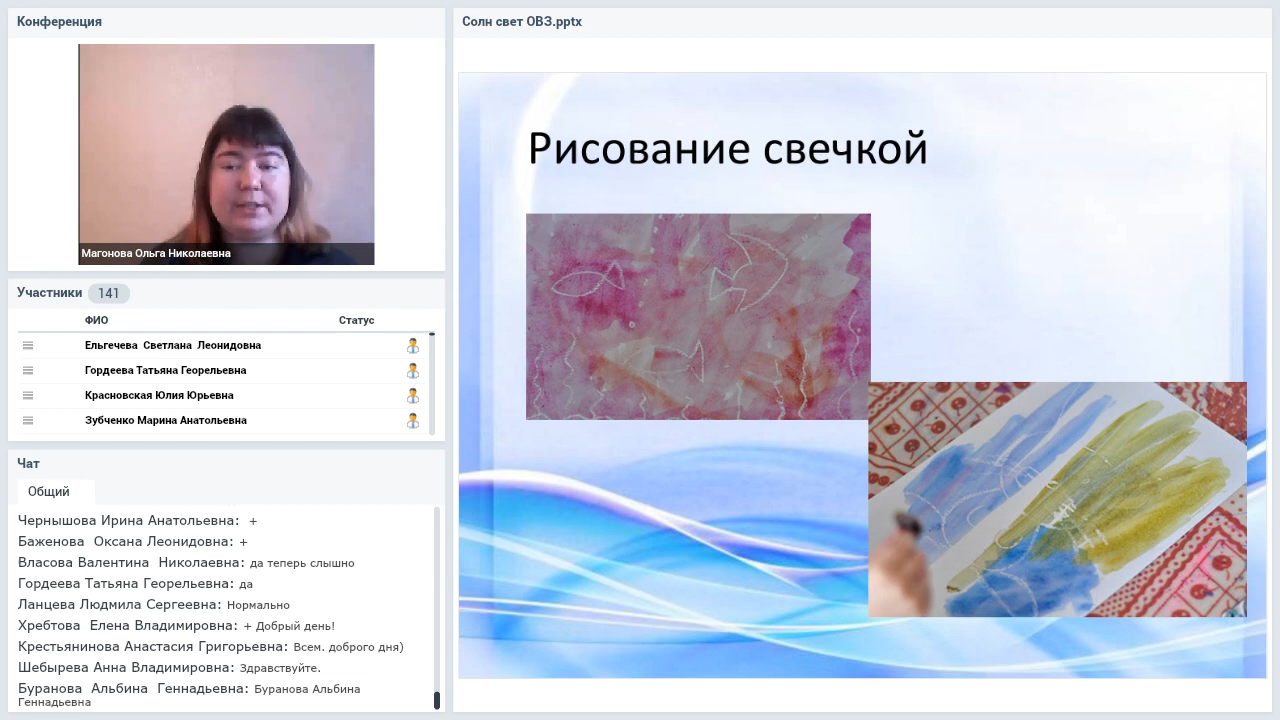 Конференция
Магонова Ольга Николаевна
Участники 141
ФИО Статус
Ельгечева Светлана Леонидовна
Гордеева Татьяна Георельевна
Красновская Юлия Юрьевна
Зубченко Марина Анатольевна
Чат
Общий
Чернышова Ирина Анатольевна: +
Баженова Оксана Леонидовна: +
Власова Валентина Николаевна: да теперь слышно
Гордеева Татьяна Георельевна: да
Ланцева Людмила Сергеевна: Нормально
Хребтова Елена Владимировна: + Добрый день!
Крестьянинова Анастасия Григорьевна: Всем. доброго дня)
Шебырева Анна Владимировна: Здравствуйте.
Буранова Альбина Геннадьевна: Буранова Альбина
Геннадьевна
Солн свет ОВЗ.pptx
Рисование свечкой